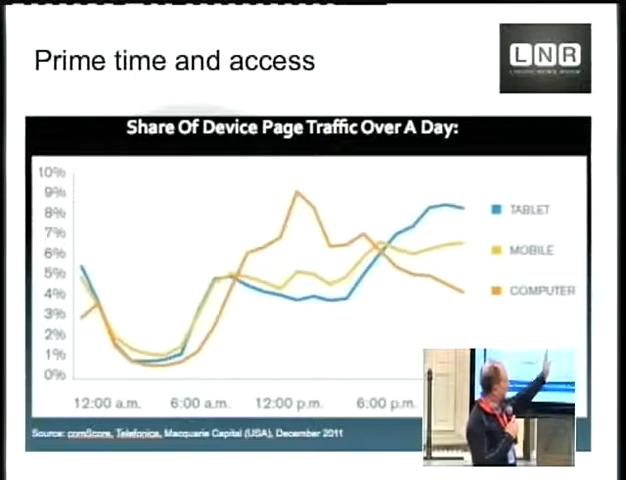 Prime time and access
LNR
Share Of Device Page Traffic Over A Day:
10%
9%
8%
7%
6%
5%
4%
3%
2%
1%
0%
TABLET
MOBILE
COMPUTER
12:00 a.m.
6:00 a.m.
12:00 p.m.
6:00 p.m.
Source: comScore, Telefonica, Macquarie Capital (USA), December 2011